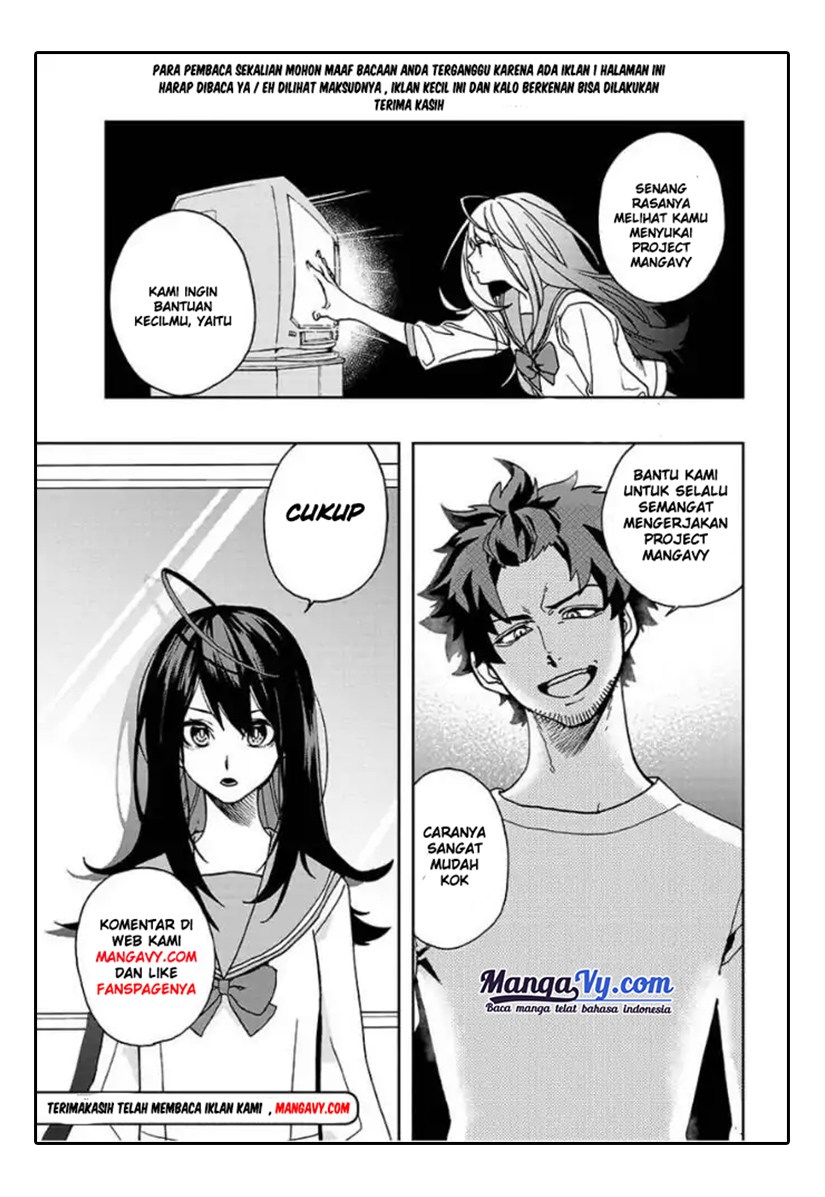 PARA PEMBACA SEKALIAN MOHON MAAF BACAAN ANDA TERGANGGU KARENA ADA IKLAN 1 HALAMAN INI
HARAP DIBACA YA / EH DILIHAT MAKSUDNYA , IKLAN KECIL INI DAN KALO BERKENAN BISA DILAKUKAN
TERIMA KASIH
SENANG
RASANYA
MELIHAT KAMU
MENYUKAI
PROJECT
MANGAVY
KAMI INGIN
BANTUAN
KECILMU, YAITU
BANTU KAMI
UNTUK SELALU
SEMANGAT
MENGERJAKAN
PROJECT
MANGAVY
CARANYA
SANGAT
MUDAH
KOK
CUKUP
KOMENTAR DI
WEB KAMI
MANGAVY.COM
DAN LIKE
FANSPAGENYA
MangaVy.com
Baca manga telat bahasa indonesia
TERIMAKASIH TELAH MEMBACA IKLAN KAMI , MANGAVY.COM